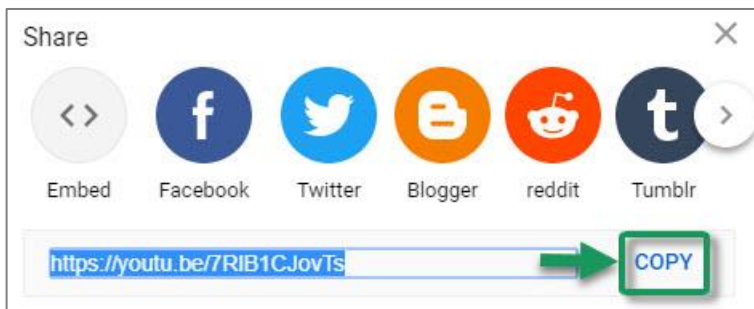 Share
Embed Facebook Twitter Blogger reddit Tumblr
https://youtu.be/7RIB1CJovTs COPY